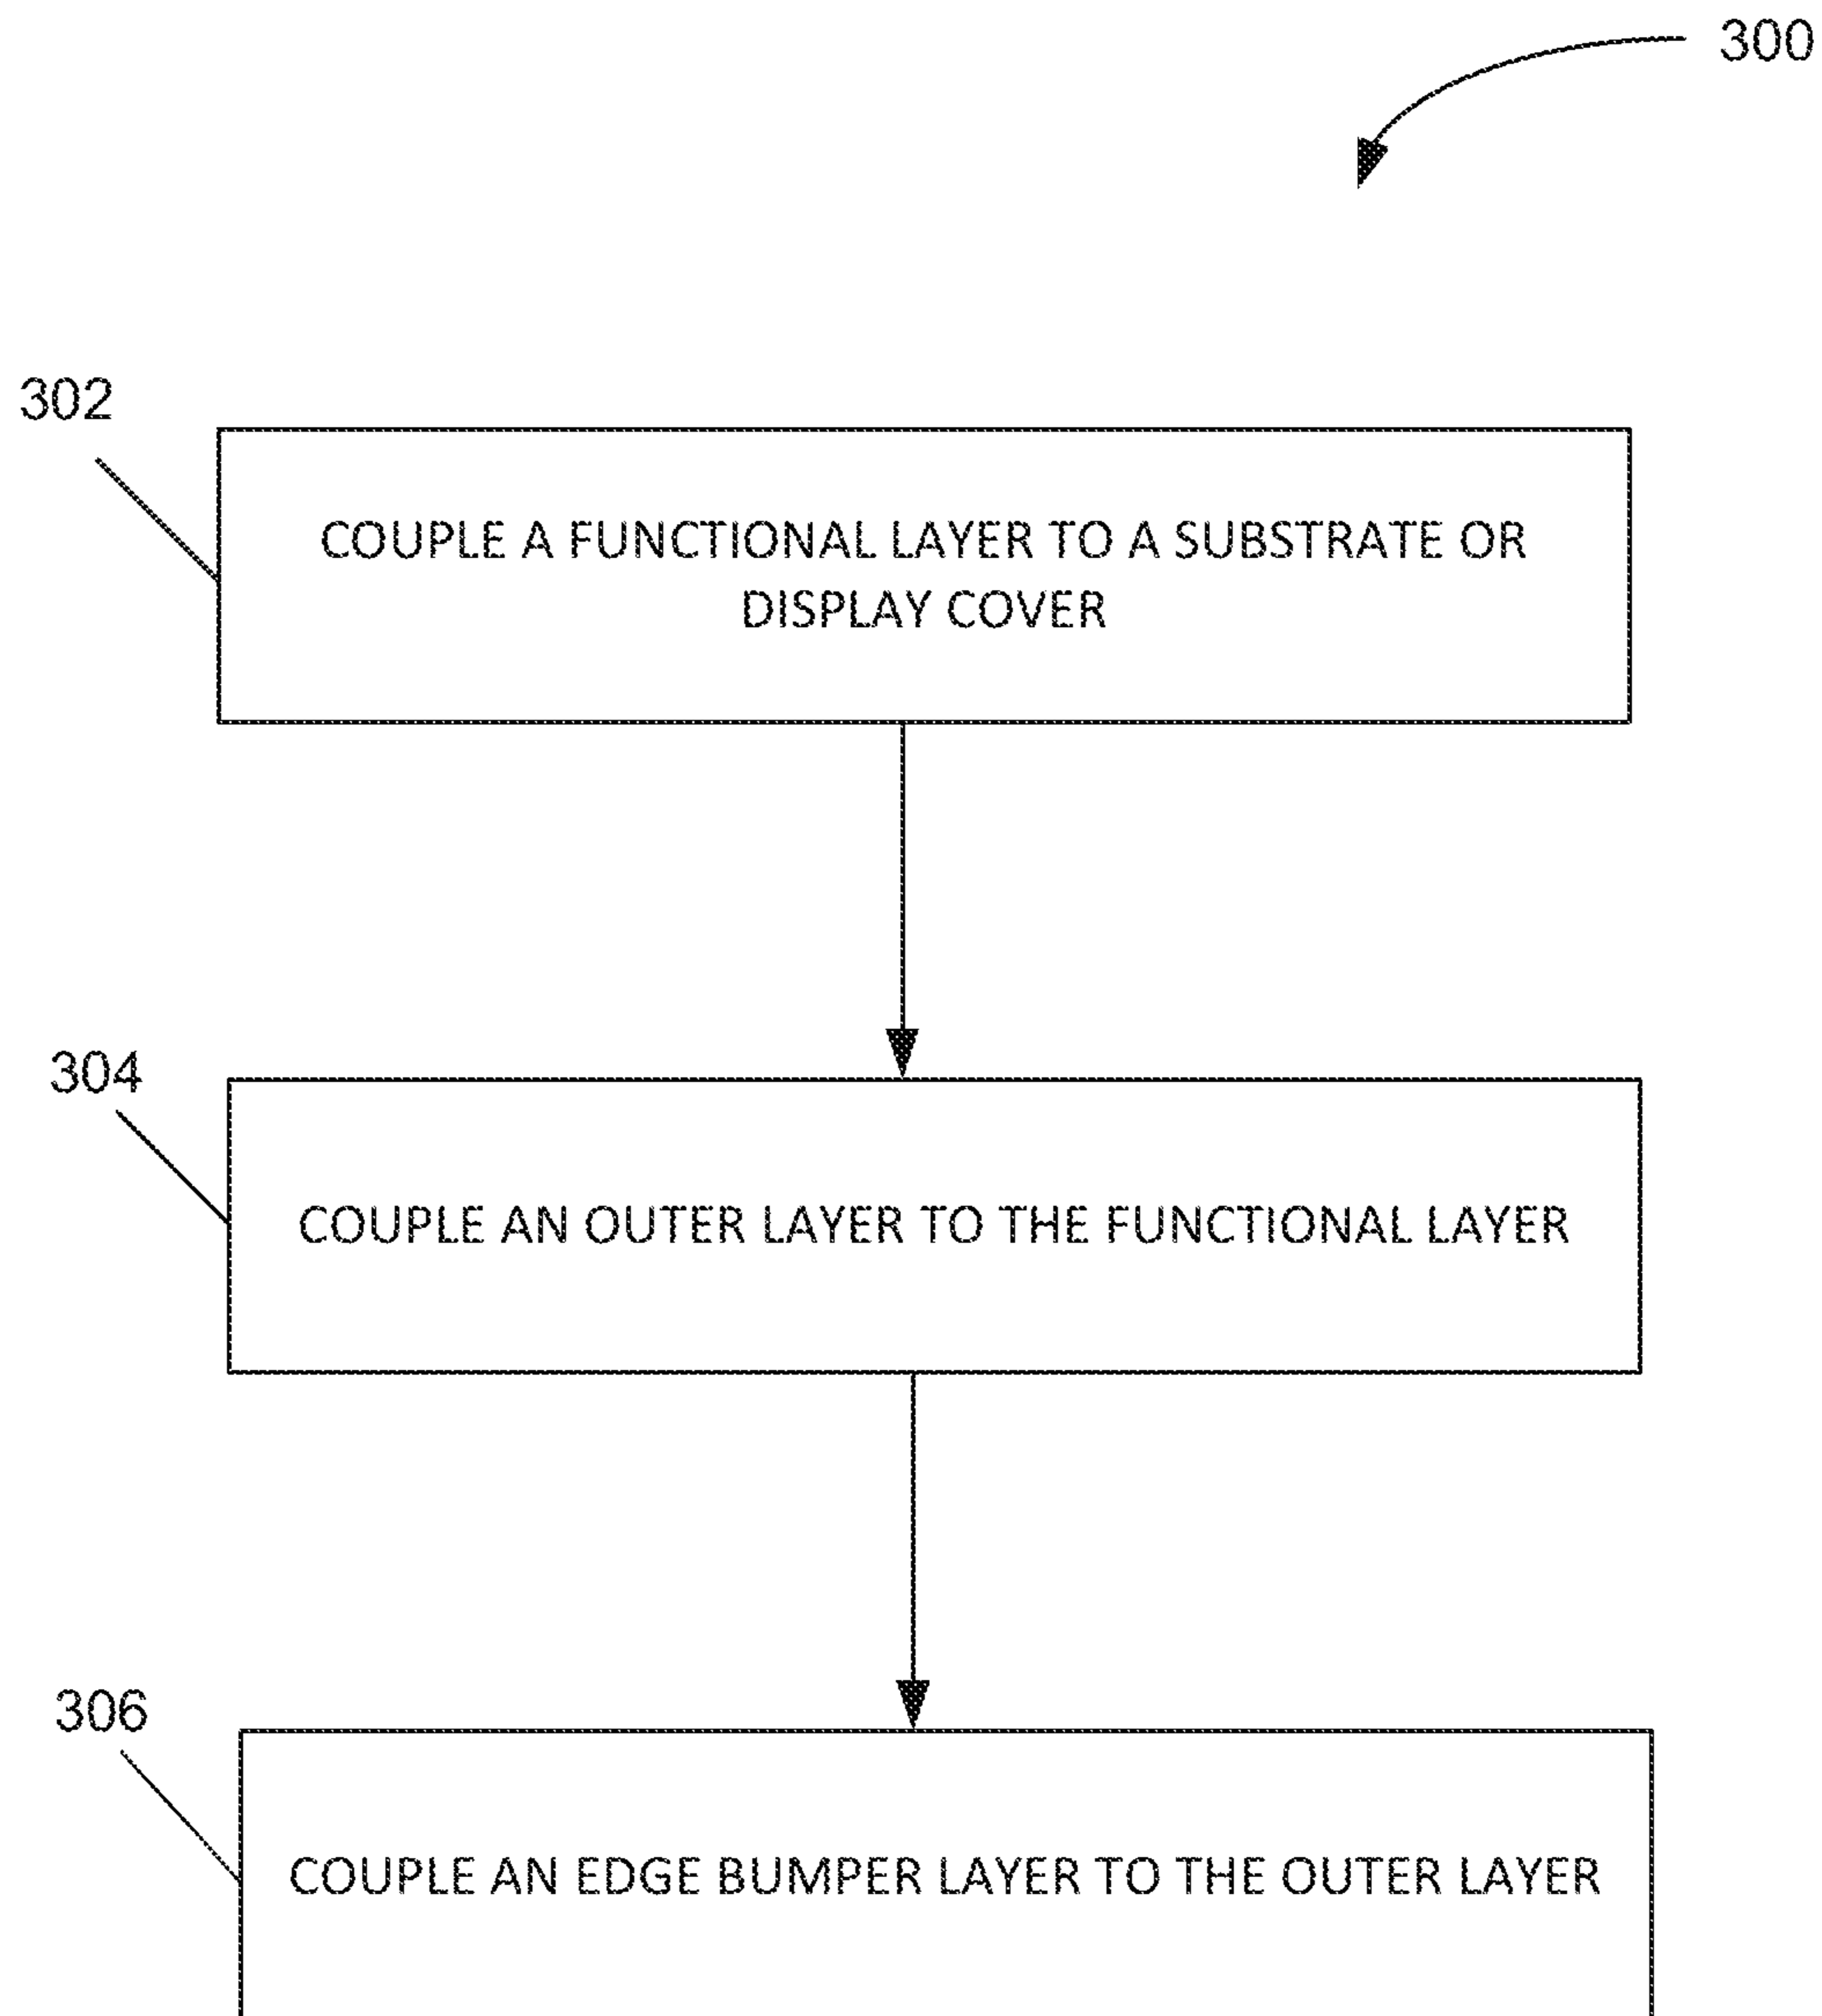 300
302
COUPLE A FUNCTIONAL LAYER TO A SUBSTRATE OR
DISPLAY COVER
304
COUPLE AN OUTER LAYER TO THE FUNCTIONAL LAYER
306
COUPLE AN EDGE BUMPER LAYER TO THE OUTER LAYER